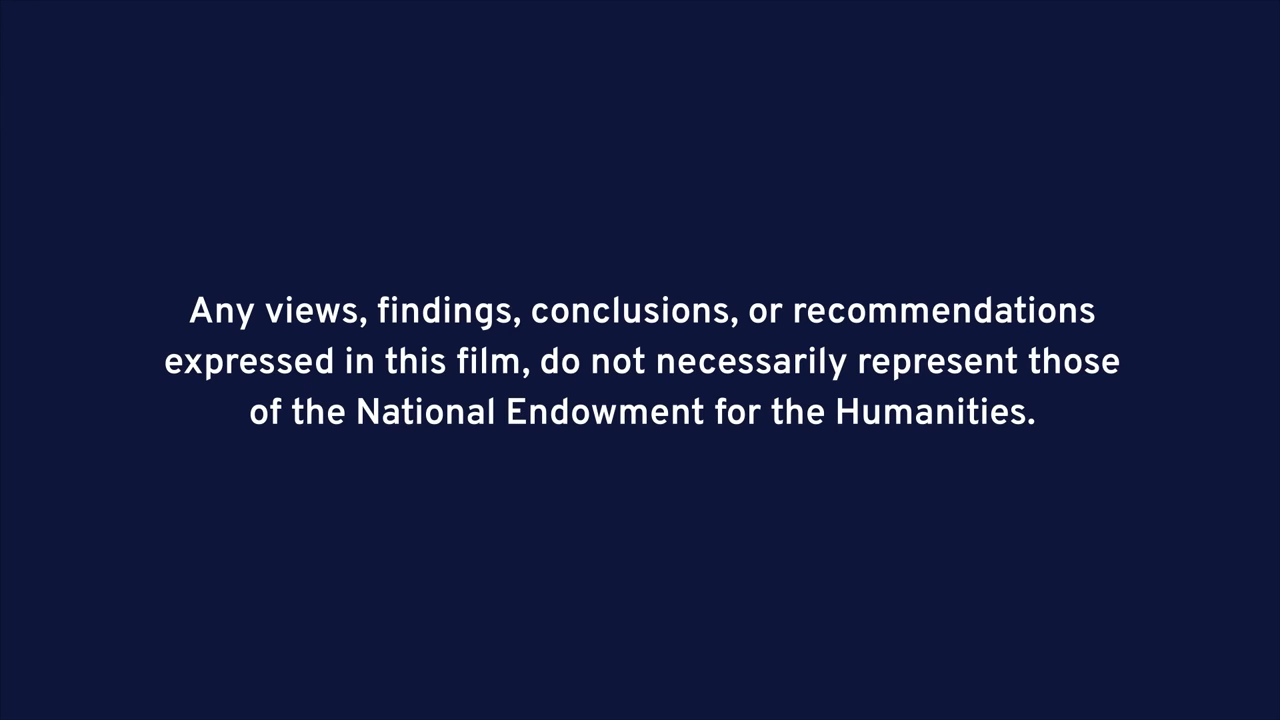 Any views, findings, conclusions, or recommendations
expressed in this film, do not necessarily represent those
of the National Endowment for the Humanities.